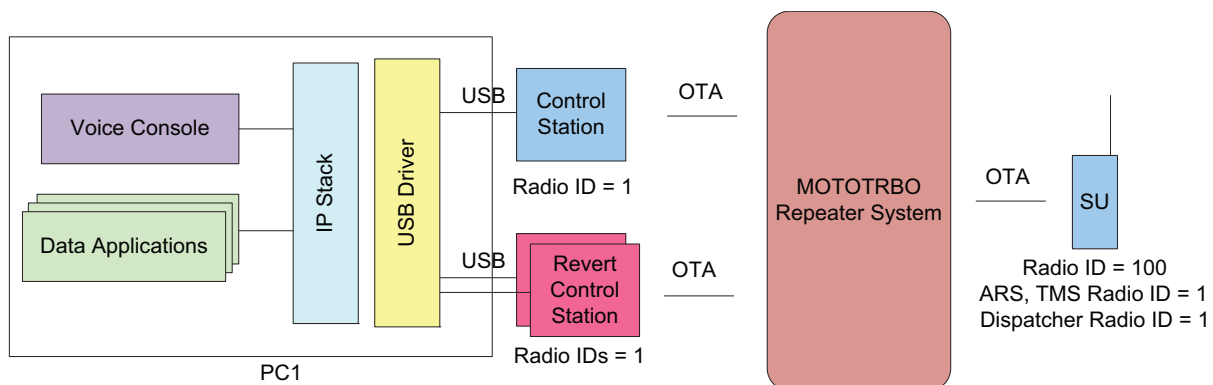 Voice Console
Data Applications
IP Stack
USB Driver
PC1
USB
Control
Station
Radio ID = 1
USB
Revert
Control
Station
Radio IDs = 1
OTA
OTA
MOTOTRBO
Repeater System
OTA
SU
Radio ID = 100
ARS, TMS Radio ID = 1
Dispatcher Radio ID = 1